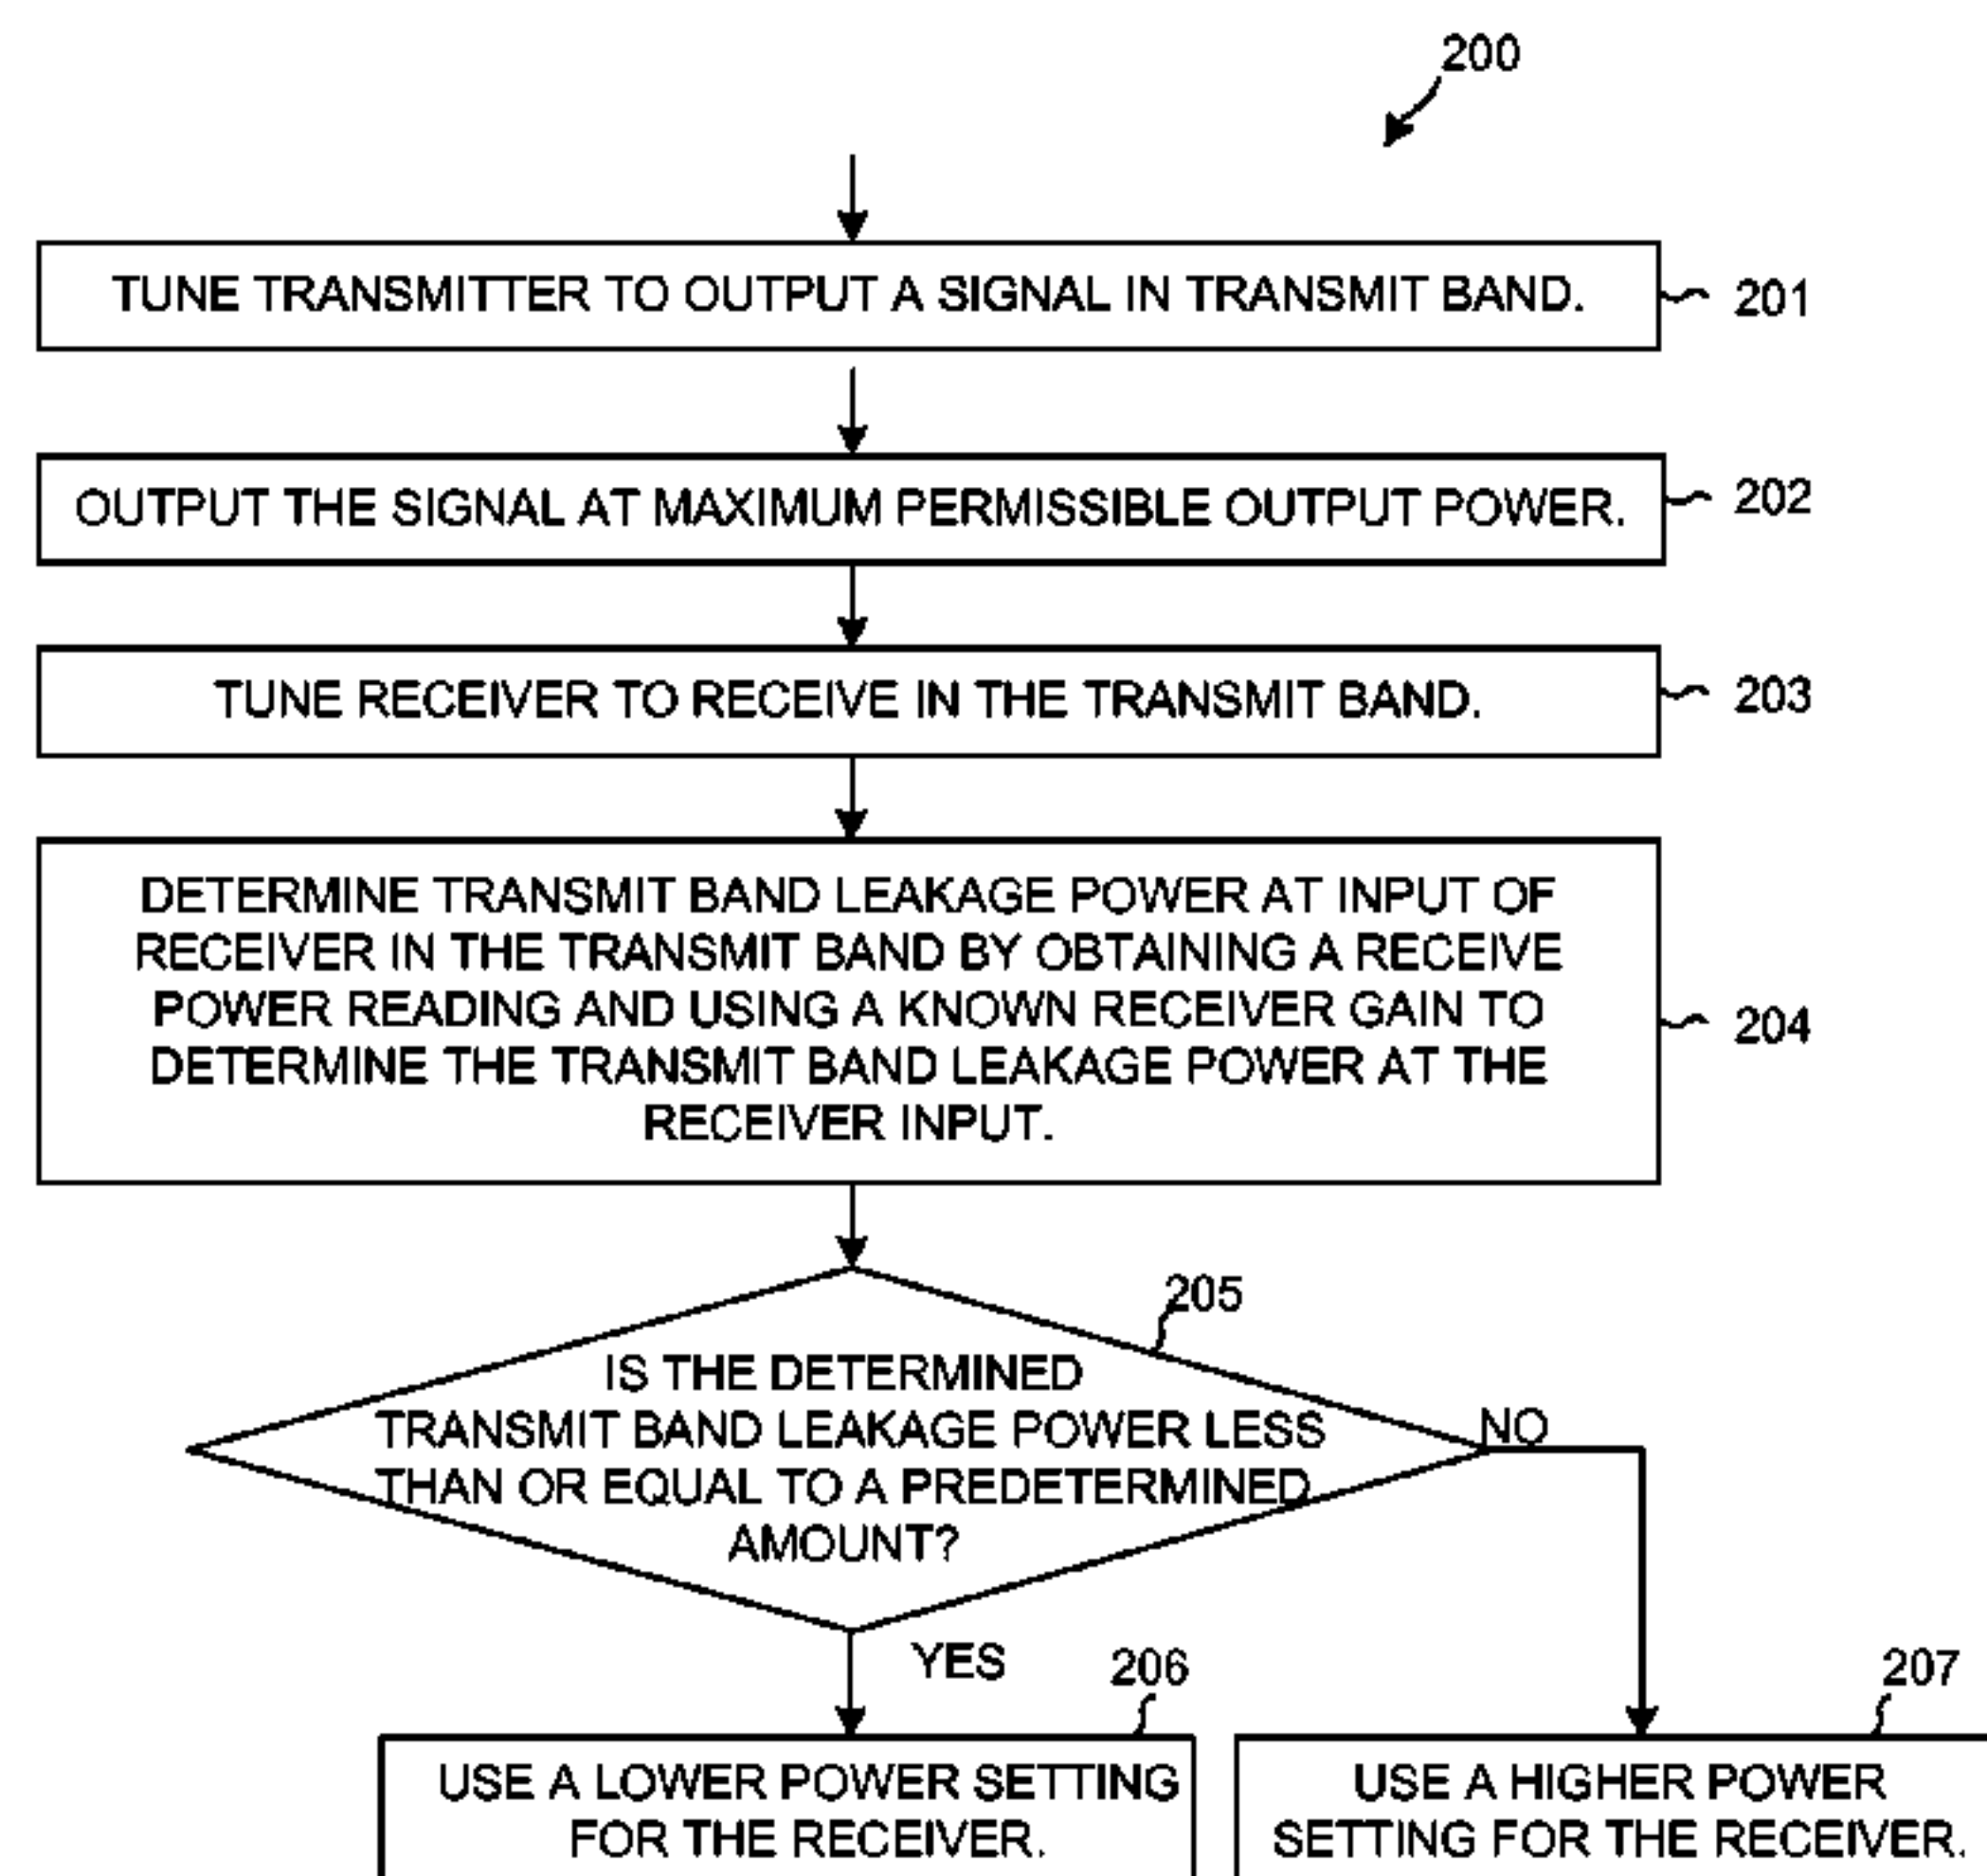 200
TUNE TRANSMITTER TO OUTPUT A SIGNAL IN TRANSMIT BAND.
201
OUTPUT THE SIGNAL AT MAXIMUM PERMISSIBLE OUTPUT POWER.
202
TUNE RECEIVER TO RECEIVE IN THE TRANSMIT BAND.
203
DETERMINE TRANSMIT BAND LEAKAGE POWER AT INPUT OF
RECEIVER IN THE TRANSMIT BAND BY OBTAINING A RECEIVE
POWER READING AND USING A KNOWN RECEIVER GAIN TO
DETERMINE THE TRANSMIT BAND LEAKAGE POWER AT THE
RECEIVER INPUT.
204
205
IS THE DETERMINED
TRANSMIT BAND LEAKAGE POWER LESS
THAN OR EQUAL TO A PREDETERMINED
AMOUNT?
NO
YES
206
207
USE A LOWER POWER SETTING
FOR THE RECEIVER.
USE A HIGHER POWER
SETTING FOR THE RECEIVER.